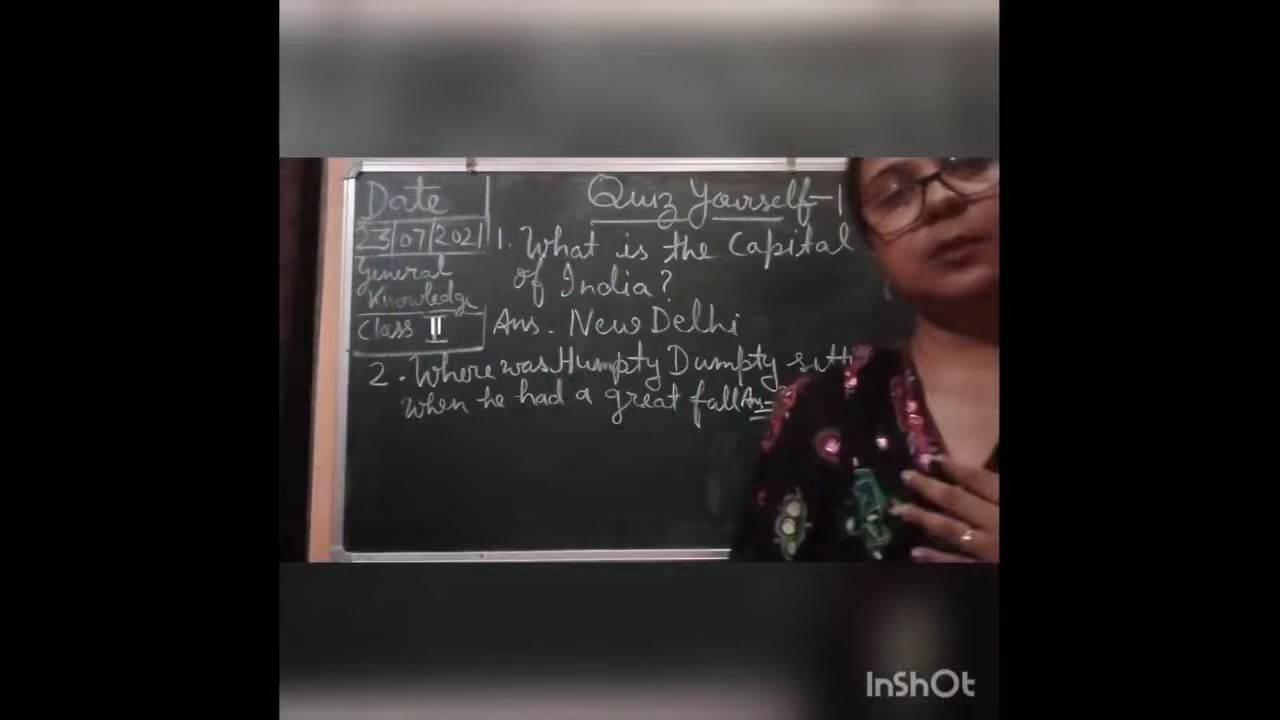 Date
23/07/2021
General
Knowledge
Class II
Quiz Yourself-1
1. What is the Capital
of India?
Ans. New Delhi
2. Where was Humpty Dumpty sitti
when he had a great fall Ans-
InShOt